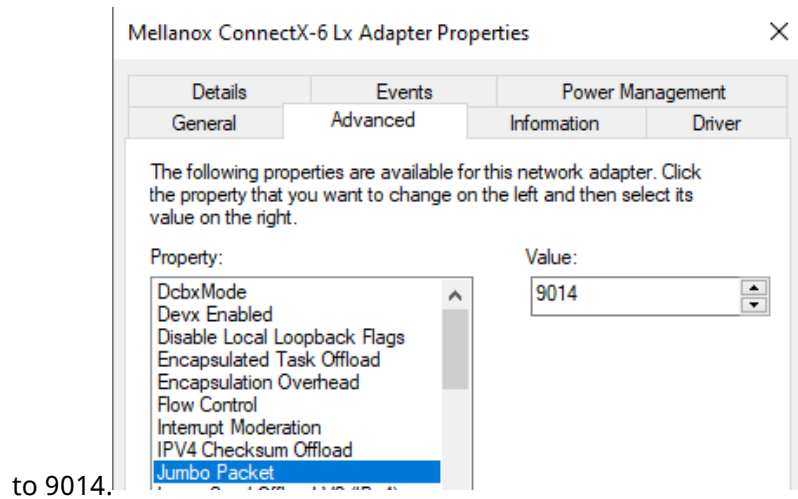 Mellanox ConnectX-6 Lx Adapter Properties
Details Events Power Management
General Advanced Information Driver
The following properties are available for this network adapter. Click
the property that you want to change on the left and then select its
value on the right.
Property: Value:
DcbxMode 9014
Devx Enabled
Disable Local Loopback Flags
Encapsulated Task Offload
Encapsulation Overhead
Flow Control
Interrupt Moderation
IPV4 Checksum Offload
Jumbo Packet
to 9014.